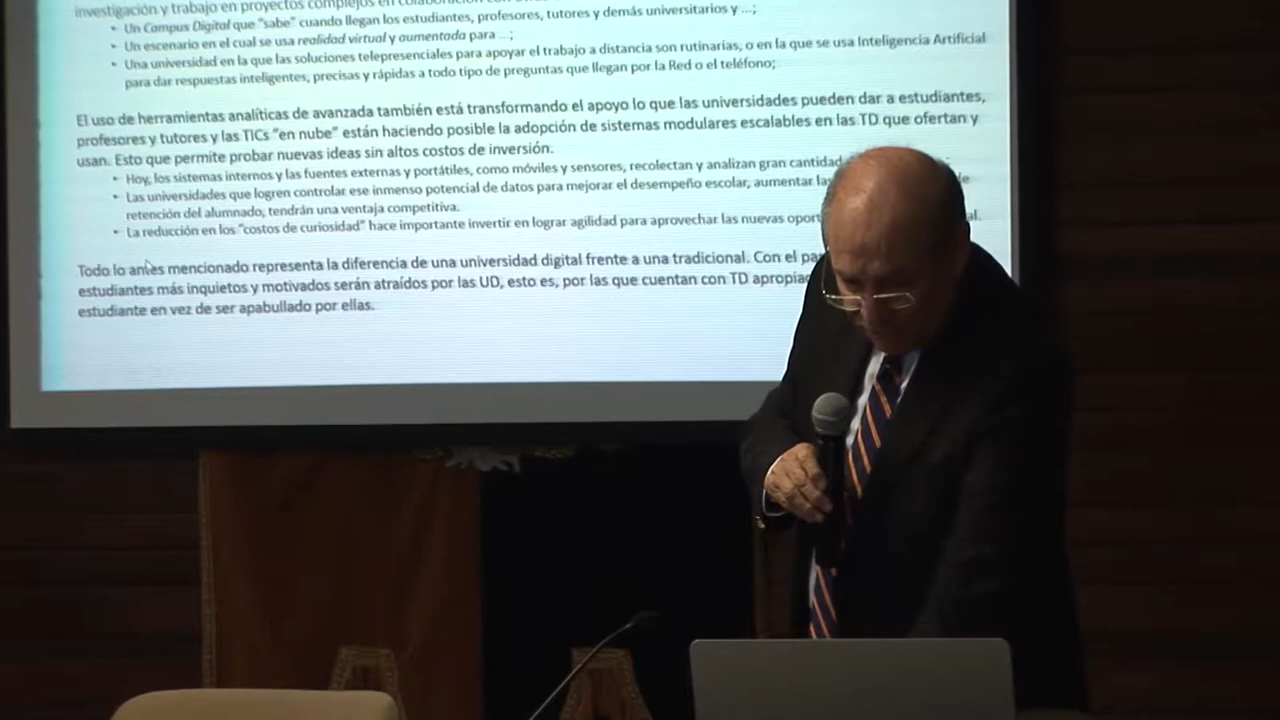 investigación y trabajo en proyectos complejos en colaboración con
• Un Campus Digital que "sabe" cuando llegan los estudiantes, profesores, tutores y demás universitarios y ...;
• Un escenario en el cual se usa realidad virtual y aumentada para ...;
• Una universidad en la que las soluciones telepresenciales para apoyar el trabajo a distancia son rutinarias, o en la que se usa Inteligencia Artificial
para dar respuestas inteligentes, precisas y rápidas a todo tipo de preguntas que llegan por la Red o el teléfono;
El uso de herramientas analíticas de avanzada también está transformando el apoyo lo que las universidades pueden dar a estudiantes,
profesores y tutores y las TICs "en nube" están haciendo posible la adopción de sistemas modulares escalables en las TD que ofertan y
usan. Esto que permite probar nuevas ideas sin altos costos de inversión.
• Hoy, los sistemas internos y las fuentes externas y portátiles, como móviles y sensores, recolectan y analizan gran cantidad
• Las universidades que logren controlar ese inmenso potencial de datos para mejorar el desempeño escolar, aumentar
retención del alumnado, tendrán una ventaja competitiva.
• La reducción en los "costos de curiosidad" hace importante invertir en lograr agilidad para aprovechar las nuevas
Todo lo antes mencionado representa la diferencia de una universidad digital frente a una tradicional. Con el
estudiantes más inquietos y motivados serán atraídos por las UD, esto es, por las que cuentan con TD
estudiante en vez de ser apabullado por ellas.